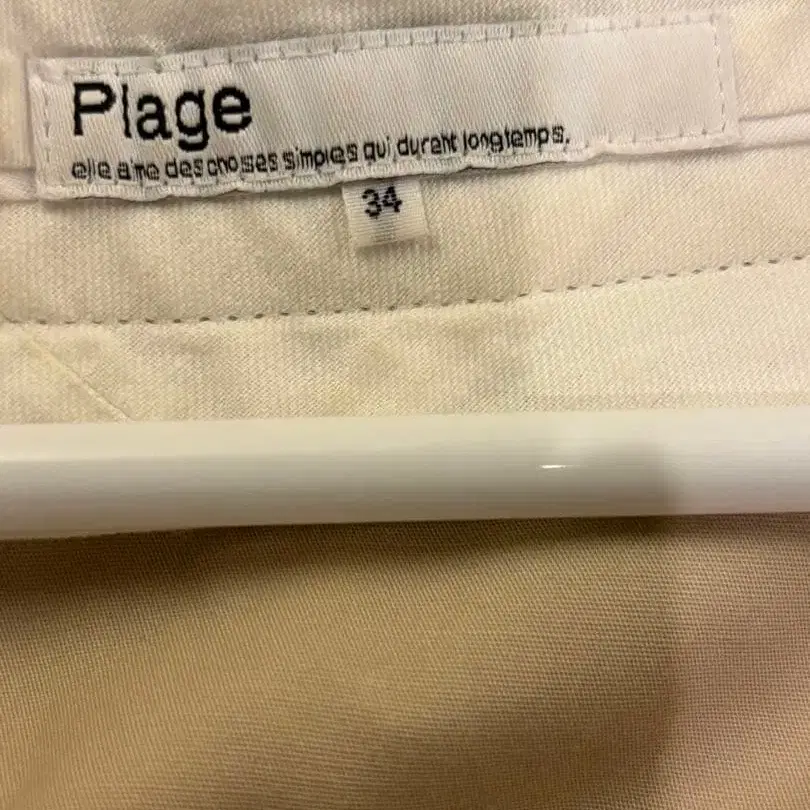 Plage
elle aime des choses simples qui durent longtemps.
34